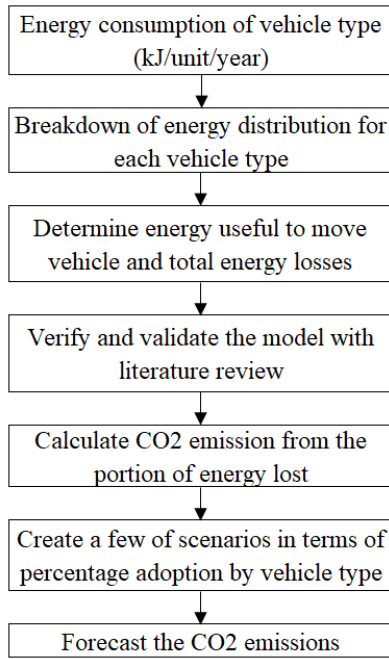 Energy consumption of vehicle type
(kJ/unit/year)
Breakdown of energy distribution for
each vehicle type
Determine energy useful to move
vehicle and total energy losses
Verify and validate the model with
literature review
Calculate CO2 emission from the
portion of energy lost
Create a few of scenarios in terms of
percentage adoption by vehicle type
Forecast the CO2 emissions